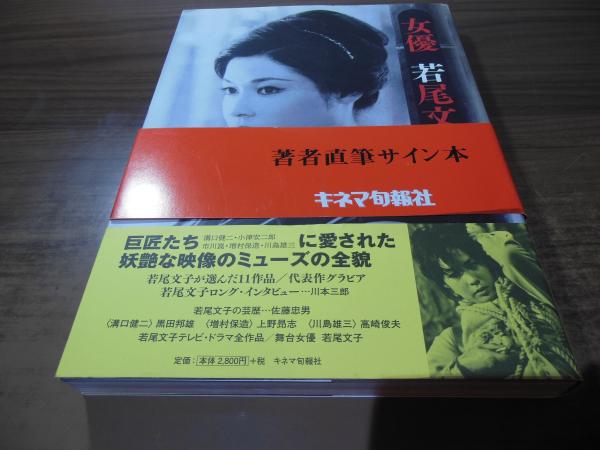 女優 若尾文
著者直筆サイン本
キネマ旬報社
巨匠たち 溝口健二・小津安二郎 市川崑・増村保造・川島雄三 に愛された
妖艶な映像のミューズの全貌
若尾文子が選んだ11作品／代表作グラビア
若尾文子ロング・インタビュー…川本三郎
若尾文子の芸歴…佐藤忠男
〈溝口健二〉黒田邦雄 〈増村保造〉上野昻志 〈川島雄三〉高崎俊夫
若尾文子テレビ・ドラマ全作品／舞台女優 若尾文子
定価：本体2,800円+税 キネマ旬報社